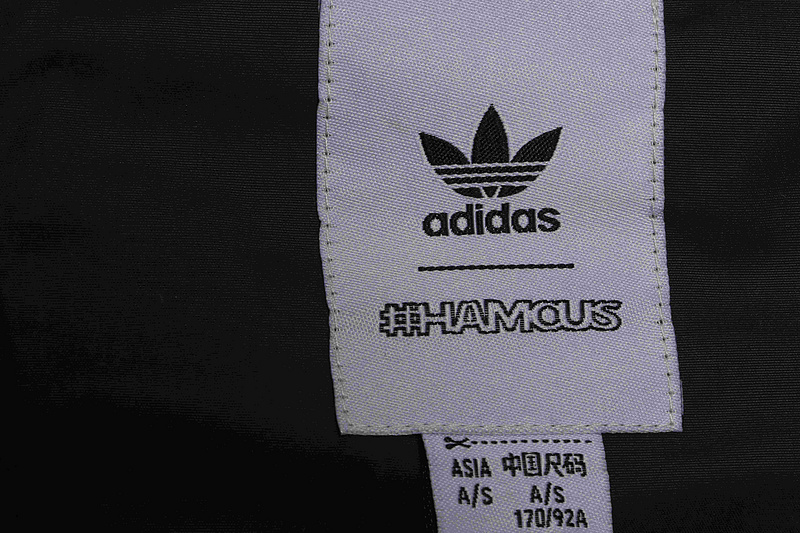 adidas
#HAMOUS
ASIA 中国尺码
A/S A/S
170/92A